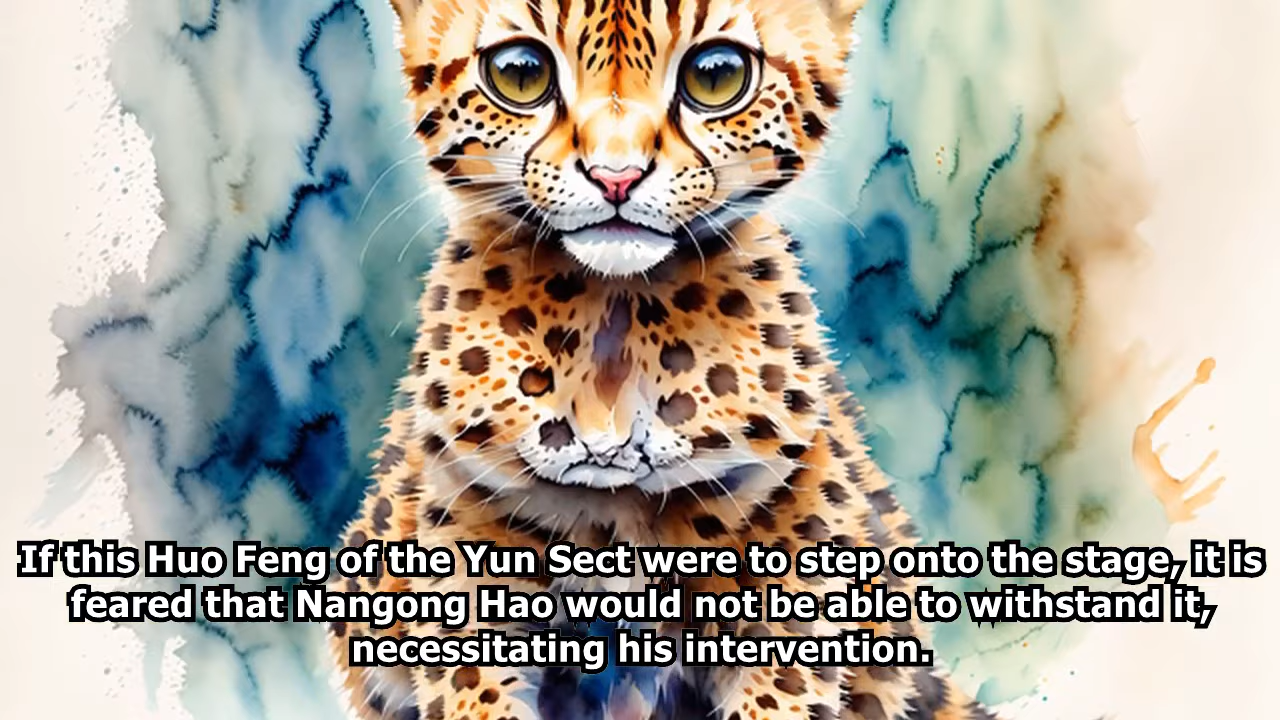 If this Huo Feng of the Yun Sect were to step onto the stage, it is
feared that Nangong Hao would not be able to withstand it,
necessitating his intervention.